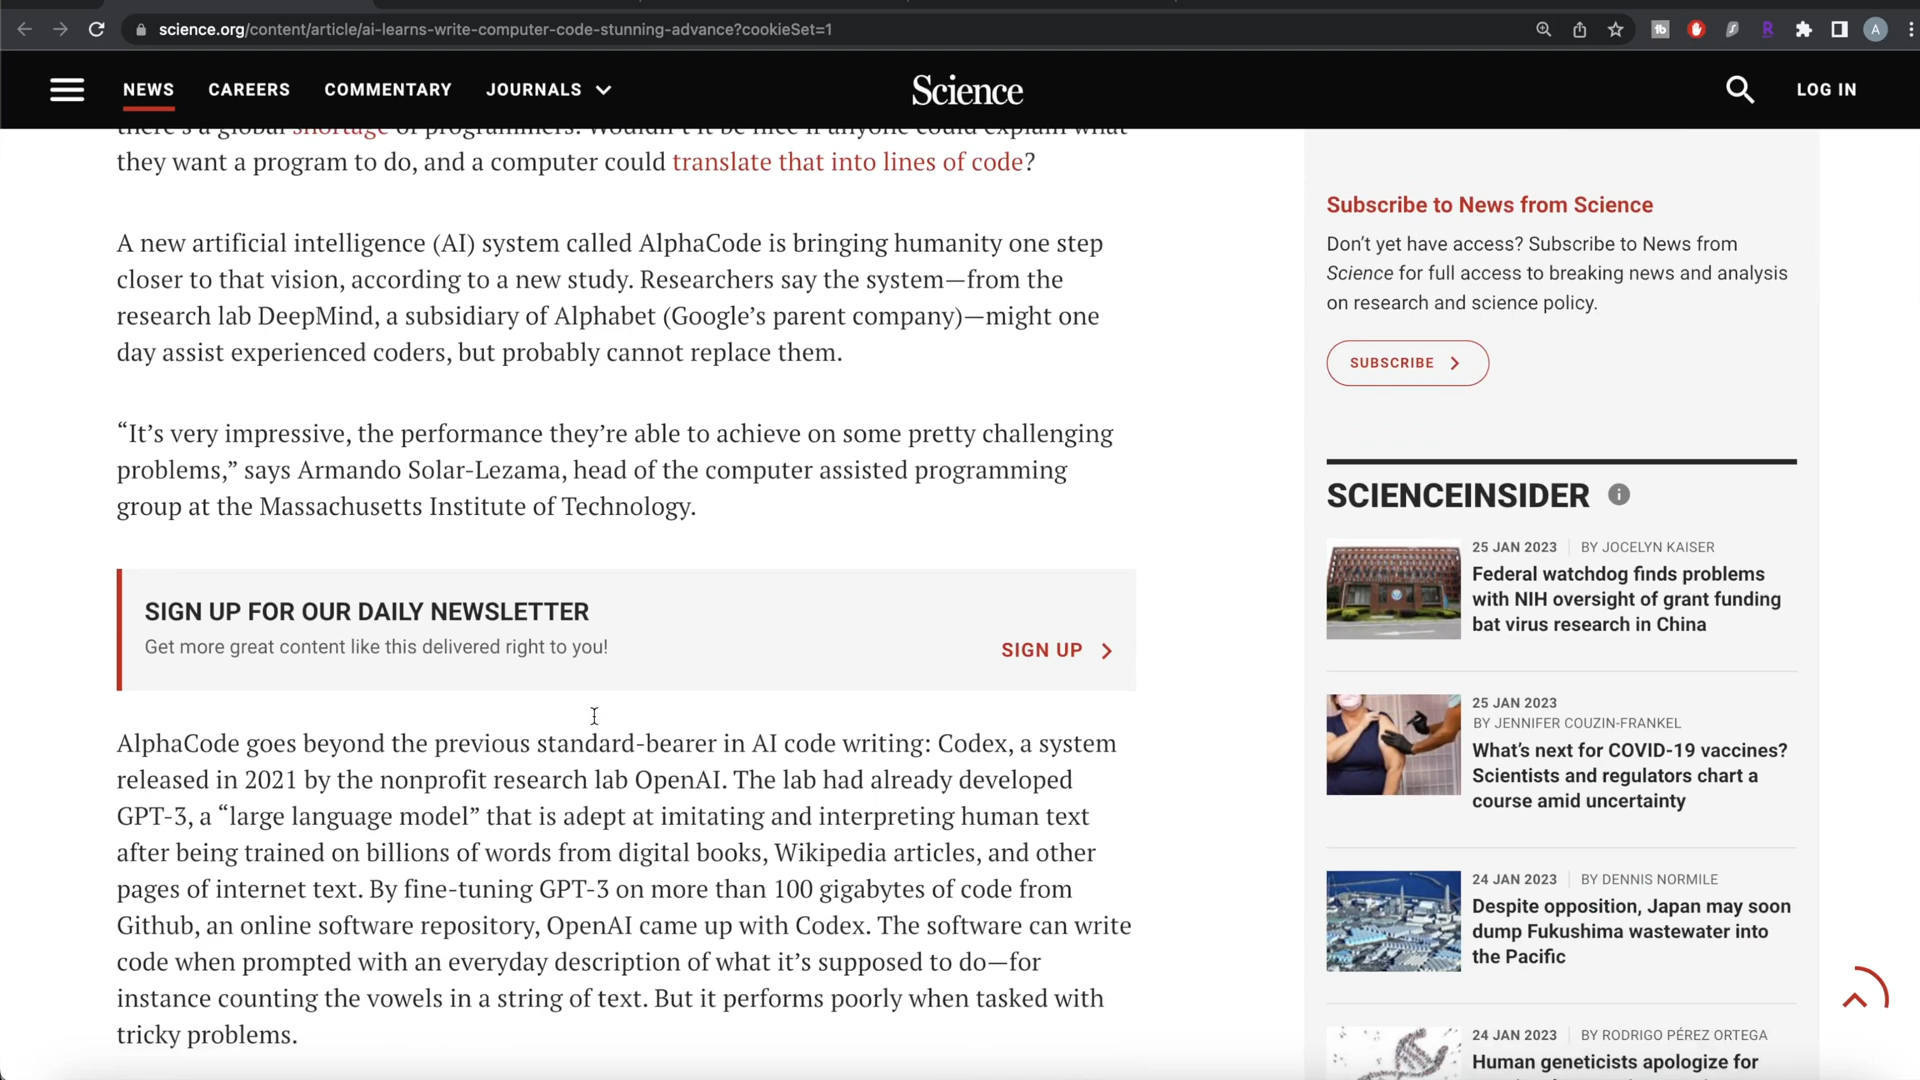 science.org/content/article/ai-learns-write-computer-code-stunning-advance?cookieSet=1
A
NEWS
CAREERS
COMMENTARY
JOURNALS
Science
LOG IN
there's a global shortage of programmers. Wouldn't it be nice if anyone could explain what
they want a program to do, and a computer could translate that into lines of code?
A new artificial intelligence (AI) system called AlphaCode is bringing humanity one step
closer to that vision, according to a new study. Researchers say the system—from the
research lab DeepMind, a subsidiary of Alphabet (Google's parent company)—might one
day assist experienced coders, but probably cannot replace them.
“It's very impressive, the performance they're able to achieve on some pretty challenging
problems,” says Armando Solar-Lezama, head of the computer assisted programming
group at the Massachusetts Institute of Technology.
SIGN UP FOR OUR DAILY NEWSLETTER
Get more great content like this delivered right to you!
SIGN UP
AlphaCode goes beyond the previous standard-bearer in AI code writing: Codex, a system
released in 2021 by the nonprofit research lab OpenAI. The lab had already developed
GPT-3, a “large language model” that is adept at imitating and interpreting human text
after being trained on billions of words from digital books, Wikipedia articles, and other
pages of internet text. By fine-tuning GPT-3 on more than 100 gigabytes of code from
Github, an online software repository, OpenAI came up with Codex. The software can write
code when prompted with an everyday description of what it's supposed to do—for
instance counting the vowels in a string of text. But it performs poorly when tasked with
tricky problems.
Subscribe to News from Science
Don't yet have access? Subscribe to News from
Science for full access to breaking news and analysis
on research and science policy.
SUBSCRIBE
SCIENCEINSIDER
25 JAN 2023 BY JOCELYN KAISER
Federal watchdog finds problems
with NIH oversight of grant funding
bat virus research in China
25 JAN 2023
BY JENNIFER COUZIN-FRANKEL
What's next for COVID-19 vaccines?
Scientists and regulators chart a
course amid uncertainty
24 JAN 2023 BY DENNIS NORMILE
Despite opposition, Japan may soon
dump Fukushima wastewater into
the Pacific
24 JAN 2023 BY RODRIGO PÉREZ ORTEGA
Human geneticists apologize for